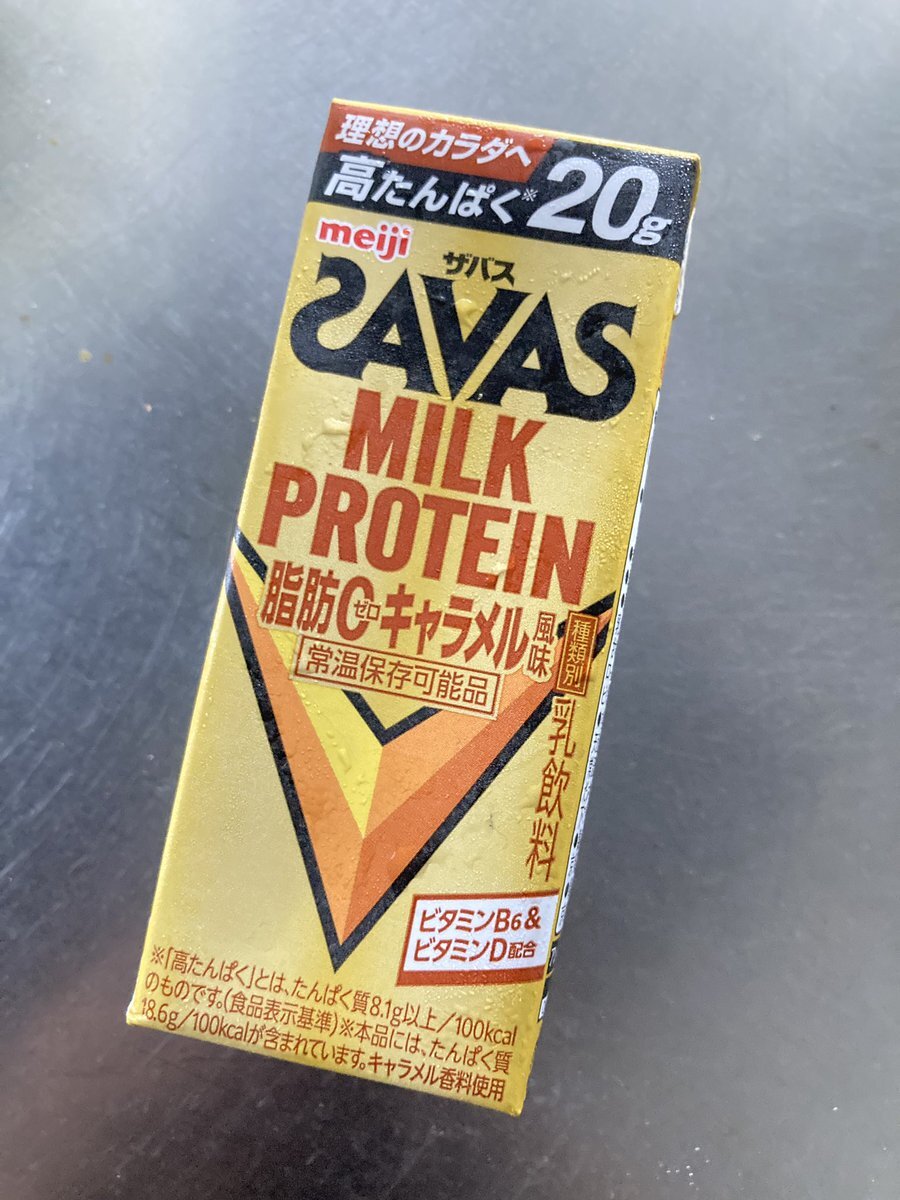 理想のカラダへ
高たんぱく※20g
meiji
ザバス
SAVAS
MILK
PROTEIN
脂肪0ゼロキャラメル風味
常温保存可能品
種類別
乳飲料
ビタミンB6&
ビタミンD配合
※「高たんぱく」とは、たんぱく質8.1g以上/100kcal
のものです。(食品表示基準)※本品には、たんぱく質
18.6g/100kcalが含まれています。キャラメル香料使用